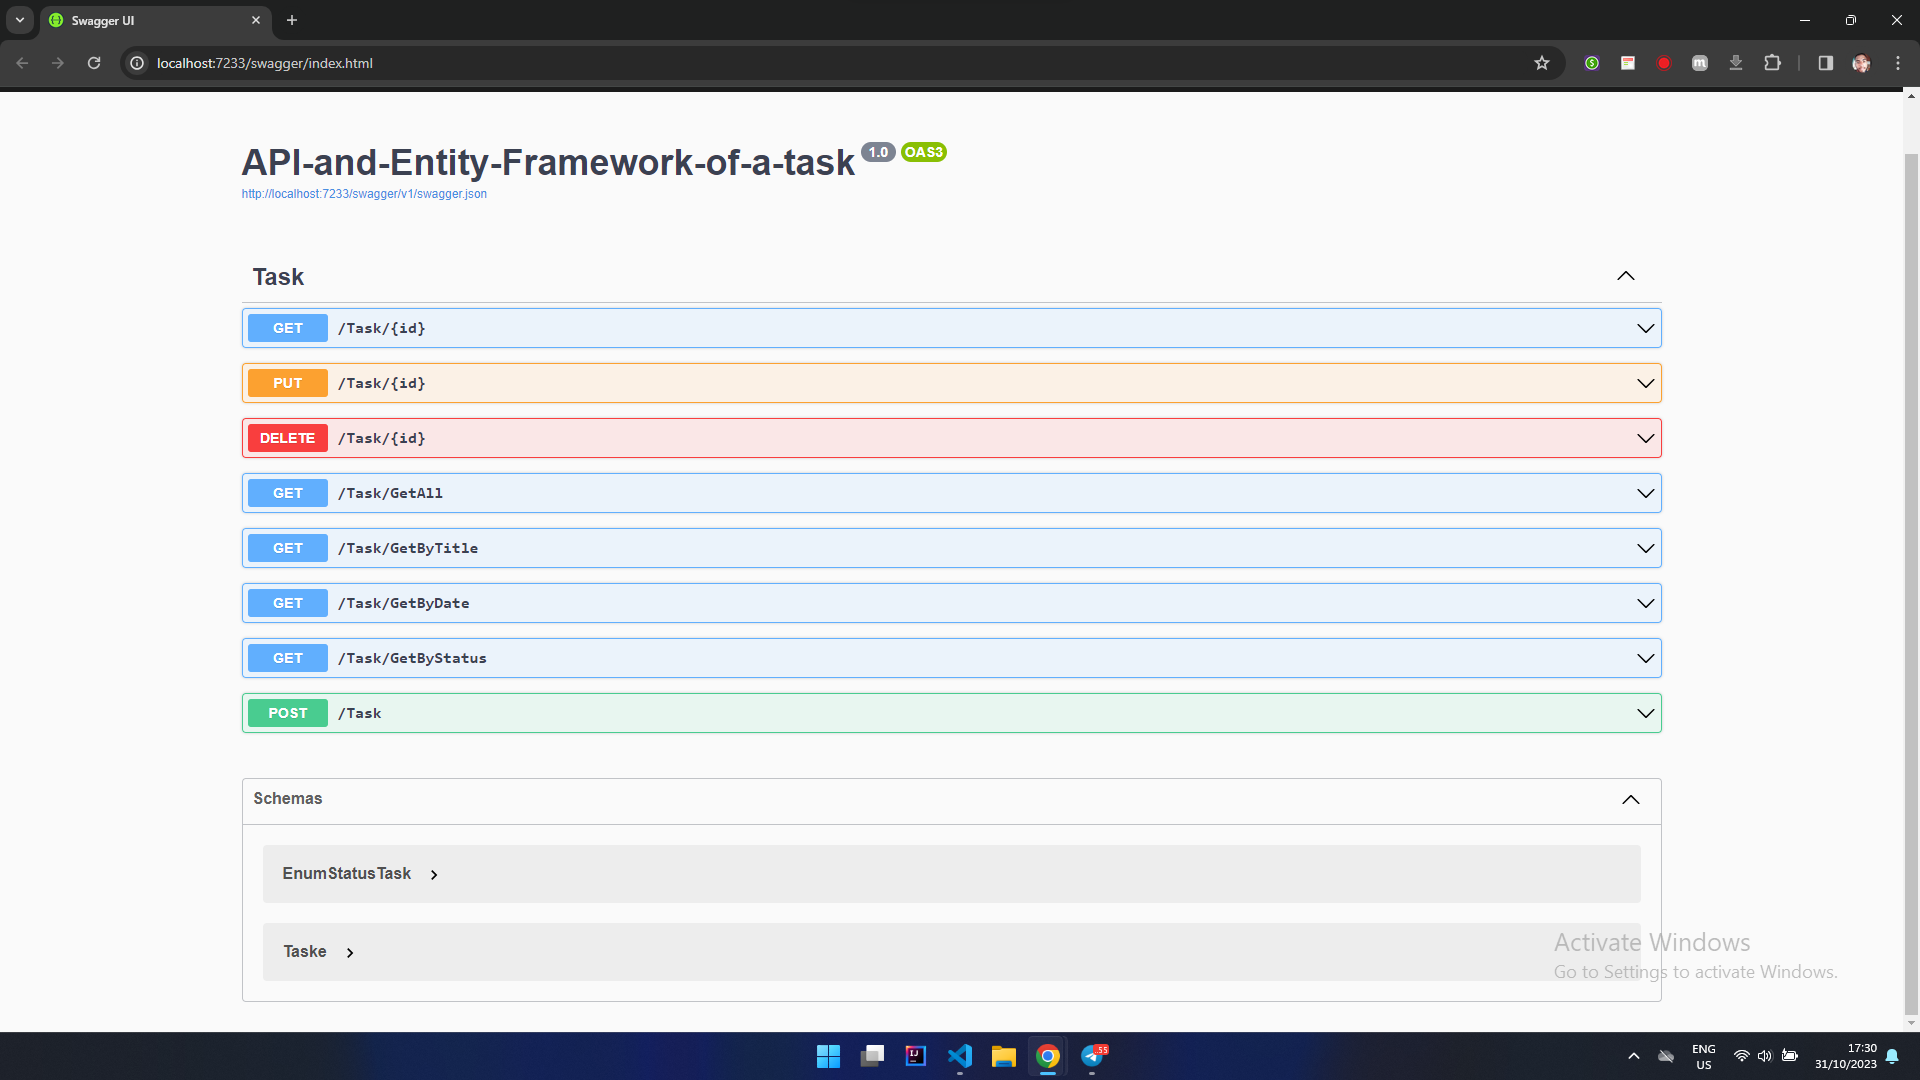 Swagger UI
localhost:7233/swagger/index.html
API-and-Entity-Framework-of-a-task 1.0 OAS3
http://localhost:7233/swagger/v1/swagger.json
Task
GET /Task/{id}
PUT /Task/{id}
DELETE /Task/{id}
GET /Task/GetAll
GET /Task/GetByTitle
GET /Task/GetByDate
GET /Task/GetByStatus
POST /Task
Schemas
EnumStatusTask
Taske
Activate Windows
Go to Settings to activate Windows.
IJ
55
ENG
US
17:30
31/10/2023